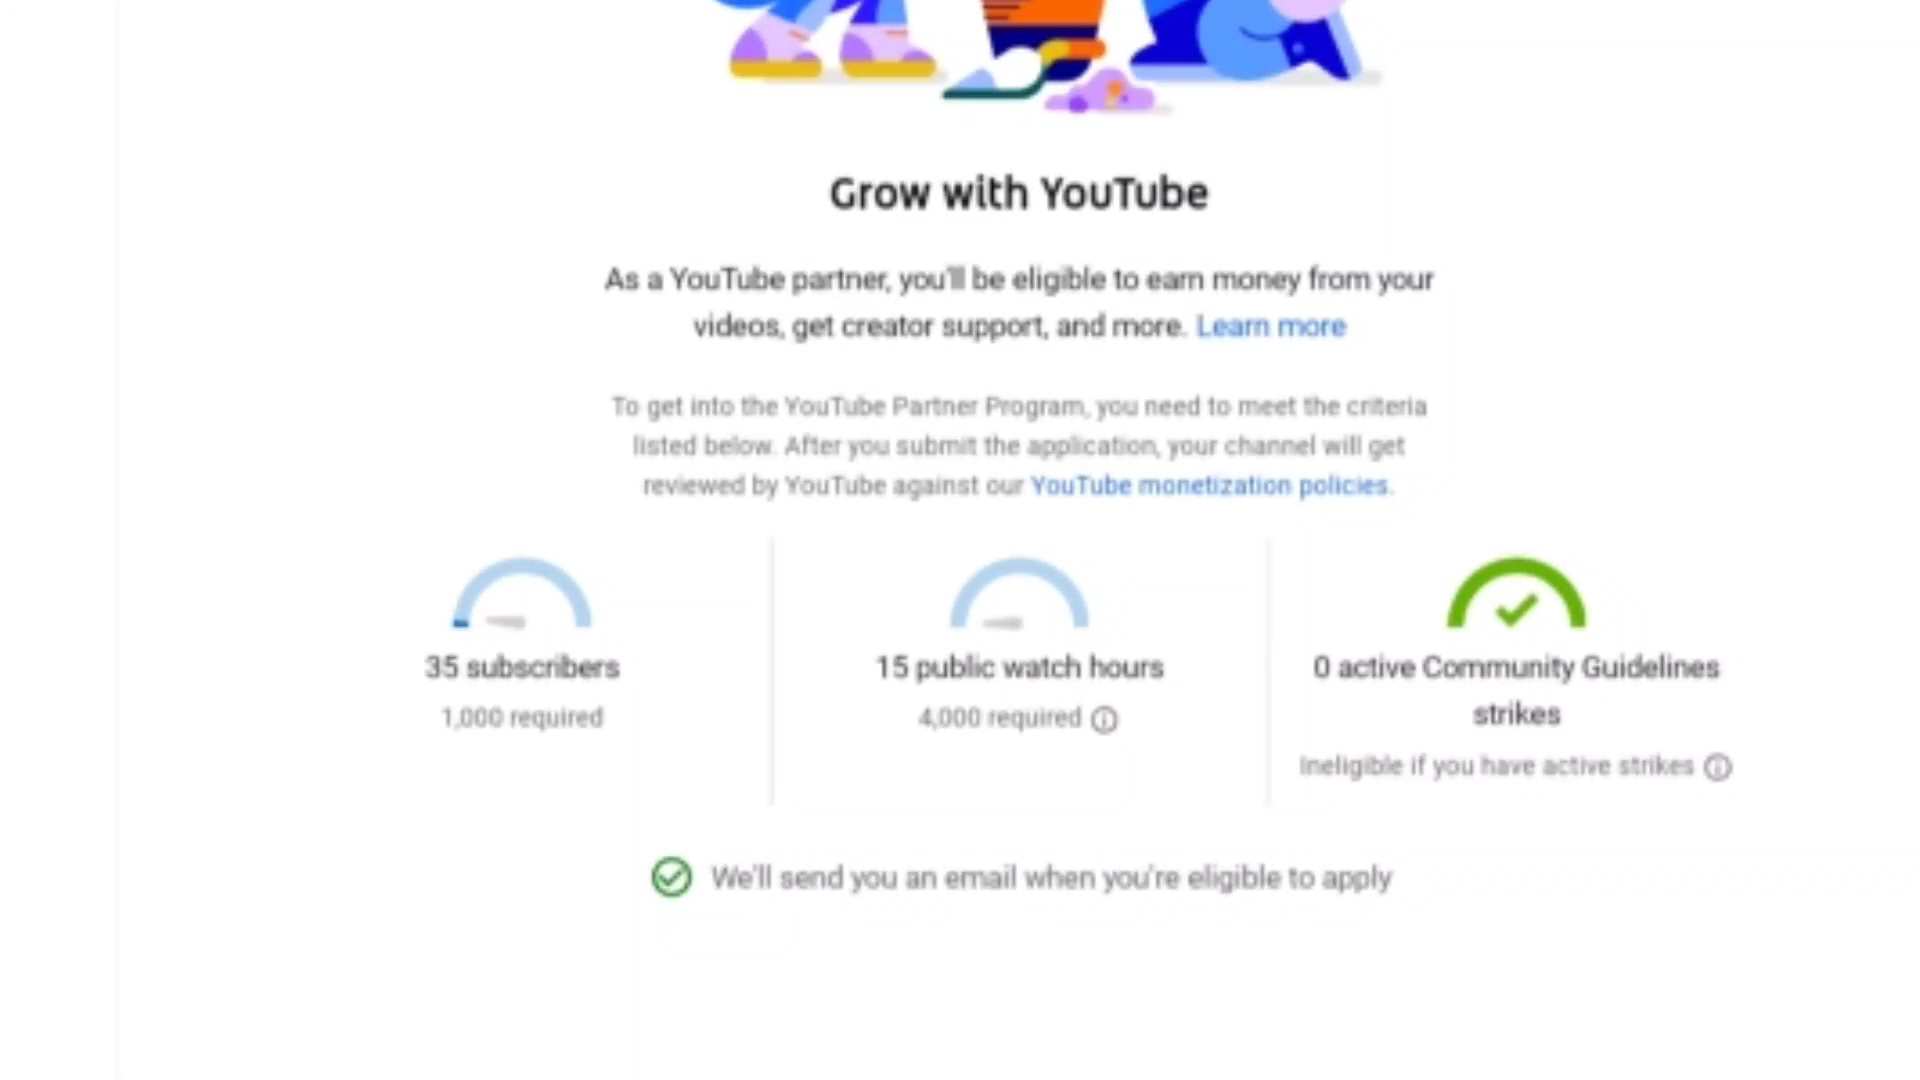 Grow with YouTube
As a YouTube partner, you'll be eligible to earn money from your
videos, get creator support, and more. Learn more
To get into the YouTube Partner Program, you need to meet the criteria
listed below. After you submit the application, your channel will get
reviewed by YouTube against our YouTube monetization policies.
35 subscribers
1,000 required
15 public watch hours
4,000 required
0 active Community Guidelines
strikes
Ineligible if you have active strikes
We'll send you an email when you're eligible to apply